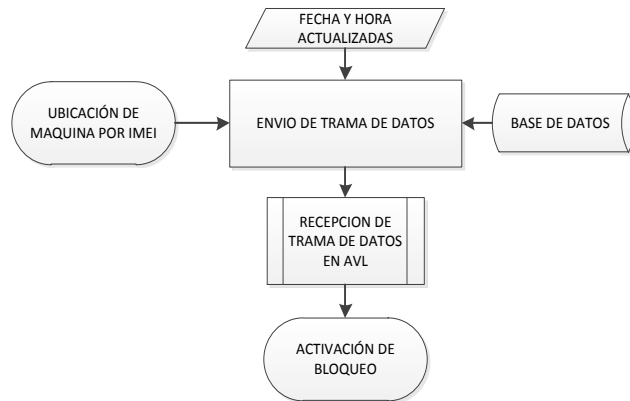 FECHA Y HORA
ACTUALIZADAS
UBICACIÓN DE
MAQUINA POR IMEI
ENVIO DE TRAMA DE DATOS
BASE DE DATOS
RECEPCION DE
TRAMA DE DATOS
EN AVL
ACTIVACIÓN DE
BLOQUEO